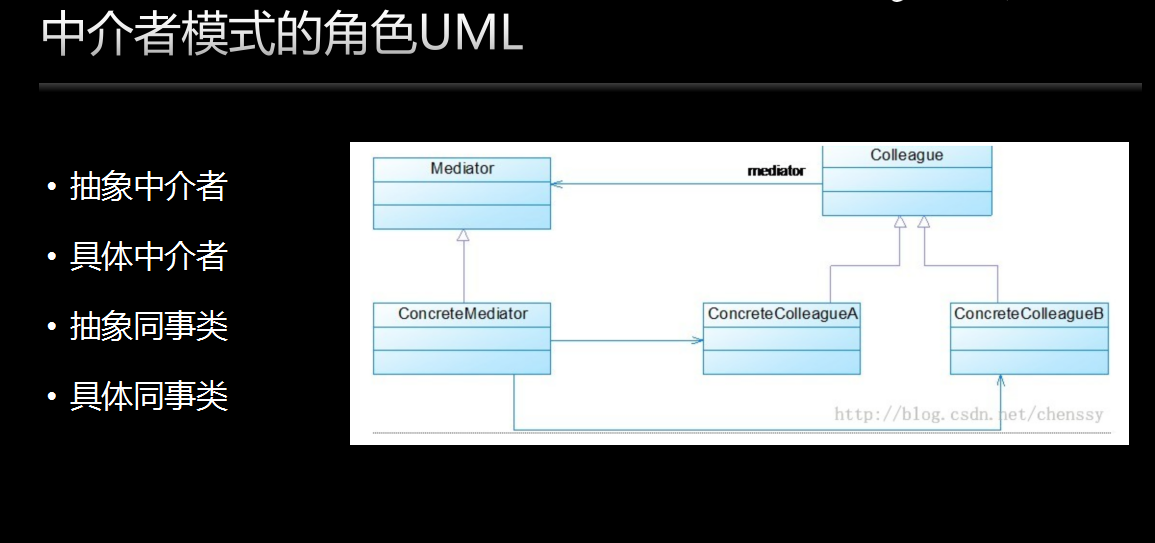 中介者模式的角色UML
• 抽象中介者
• 具体中介者
• 抽象同事类
• 具体同事类
Mediator
mediator
Colleague
ConcreteMediator
ConcreteColleagueA
ConcreteColleagueB
http://blog.csdn.net/chenssy